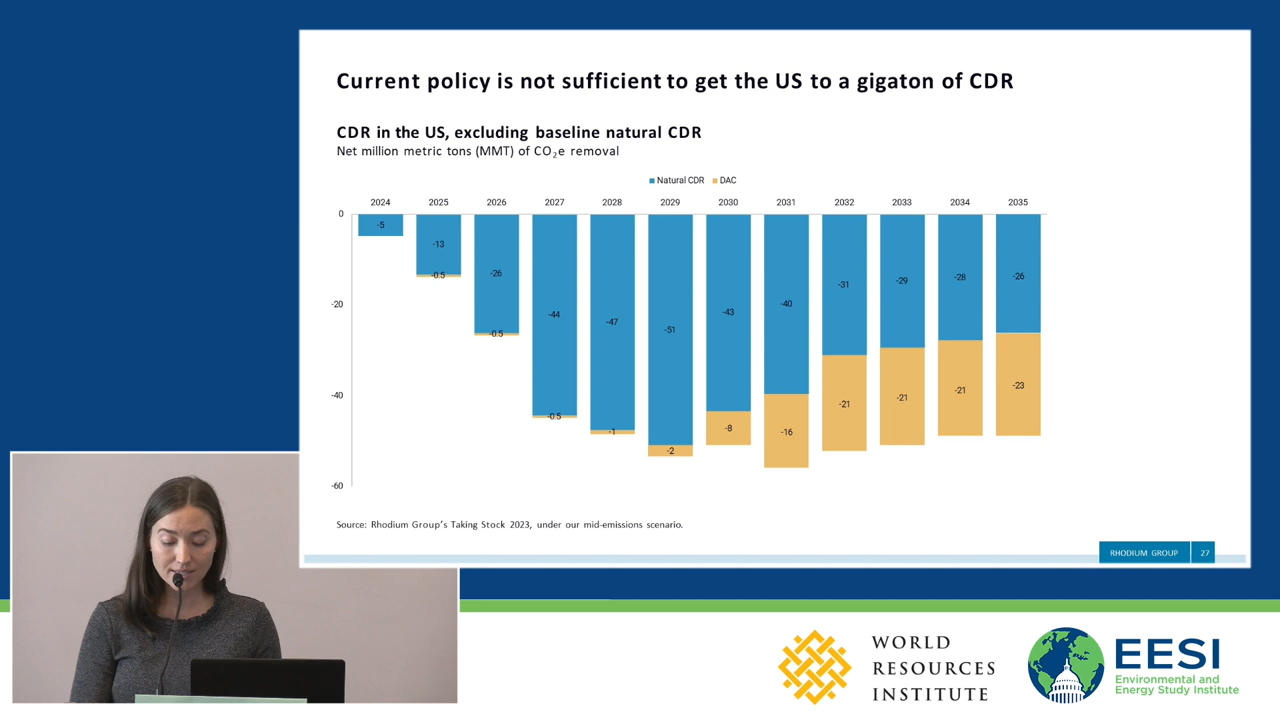 Current policy is not sufficient to get the US to a gigaton of CDR
CDR in the US, excluding baseline natural CDR
Net million metric tons (MMT) of CO₂e removal
Natural CDR DAC
2024 2025 2026 2027 2028 2029 2030 2031 2032 2033 2034 2035
0
-20
-40
-60
-5
-13
-0.5
-26
-0.5
-44
-0.5
-47
-1
-51
-2
-43
-8
-40
-16
-31
-21
-29
-21
-28
-21
-26
-23
Source: Rhodium Group's Taking Stock 2023, under our mid-emissions scenario.
RHODIUM GROUP 27
WORLD
RESOURCES
INSTITUTE
EESI
Environmental and
Energy Study Institute